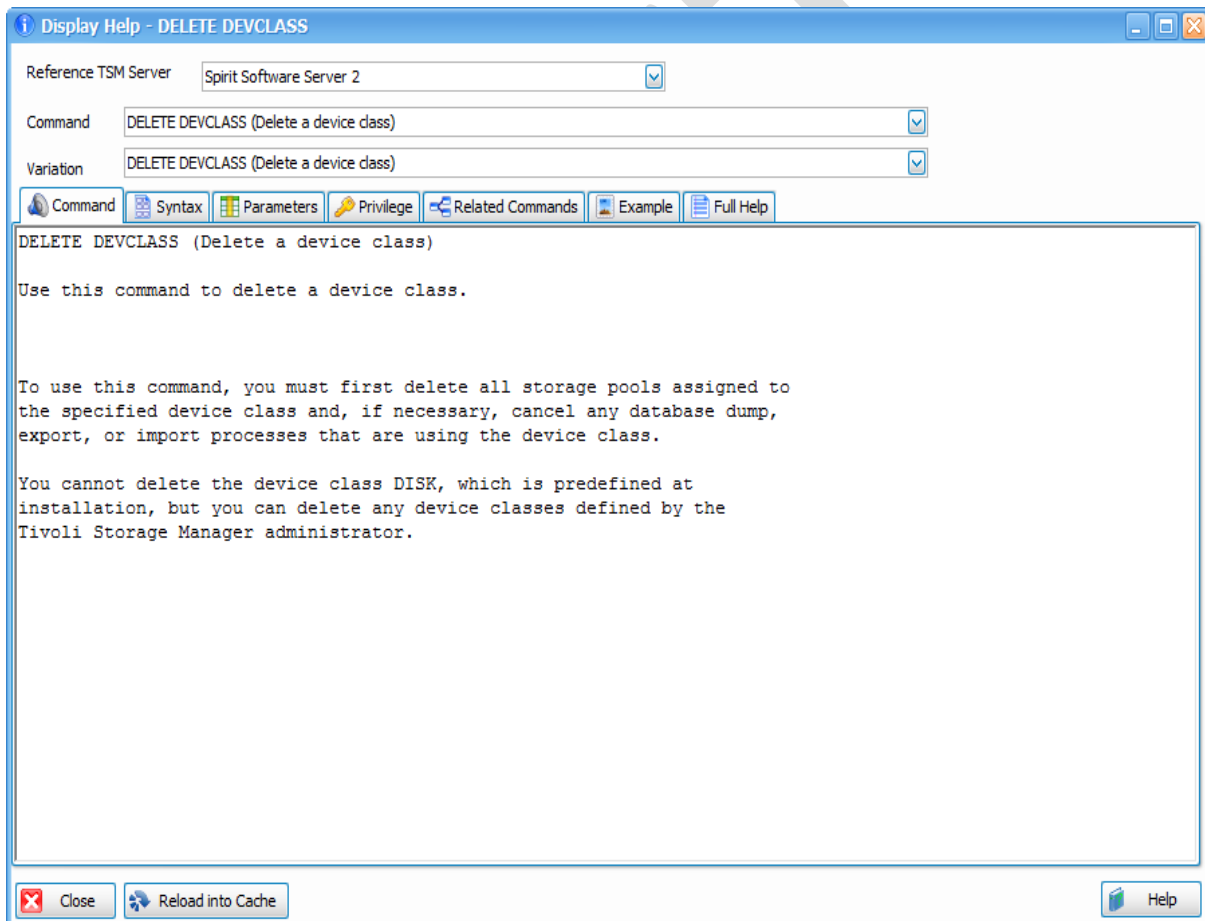 Display Help - DELETE DEVCLASS
Reference TSM Server Spirit Software Server 2
Command DELETE DEVCLASS (Delete a device class)
Variation DELETE DEVCLASS (Delete a device class)
Command Syntax Parameters Privilege Related Commands Example Full Help
DELETE DEVCLASS (Delete a device class)
Use this command to delete a device class.
To use this command, you must first delete all storage pools assigned to
the specified device class and, if necessary, cancel any database dump,
export, or import processes that are using the device class.
You cannot delete the device class DISK, which is predefined at
installation, but you can delete any device classes defined by the
Tivoli Storage Manager administrator.
Close Reload into Cache Help